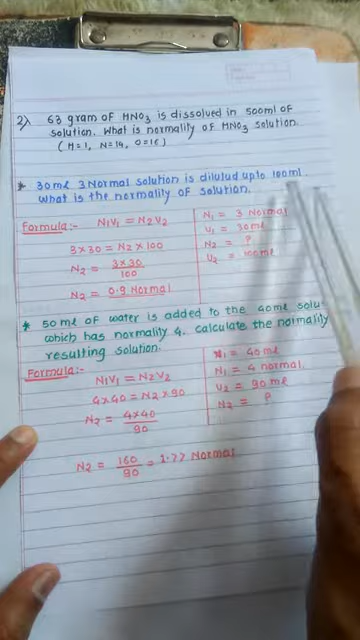 2) 63 gram of HNO3 is dissolved in 500ml of
solution. What is normality of HNO3 solution.
(H=1, N=14, O=16)
* 30ml 3Normal solution is diluted upto 100ml.
What is the normality of solution.
Formula:- N1V1 = N2V2
3×30 = N2×100
N2 = 3×30/100
N2 = 0.9 Normal
N1 = 3 Normal
V1 = 30ml
N2 = ?
V2 = 100ml
* 50ml of water is added to the 40ml solu-
which has normality 4. calculate the normality
resulting solution.
Formula:-
N1V1 = N2V2
4×40 = N2×90
N2 = 4×40/90
= 40ml
N1 = 4 normal
V2 = 90ml
N2 = ?
N2 = 160/90 = 1.77 Normal